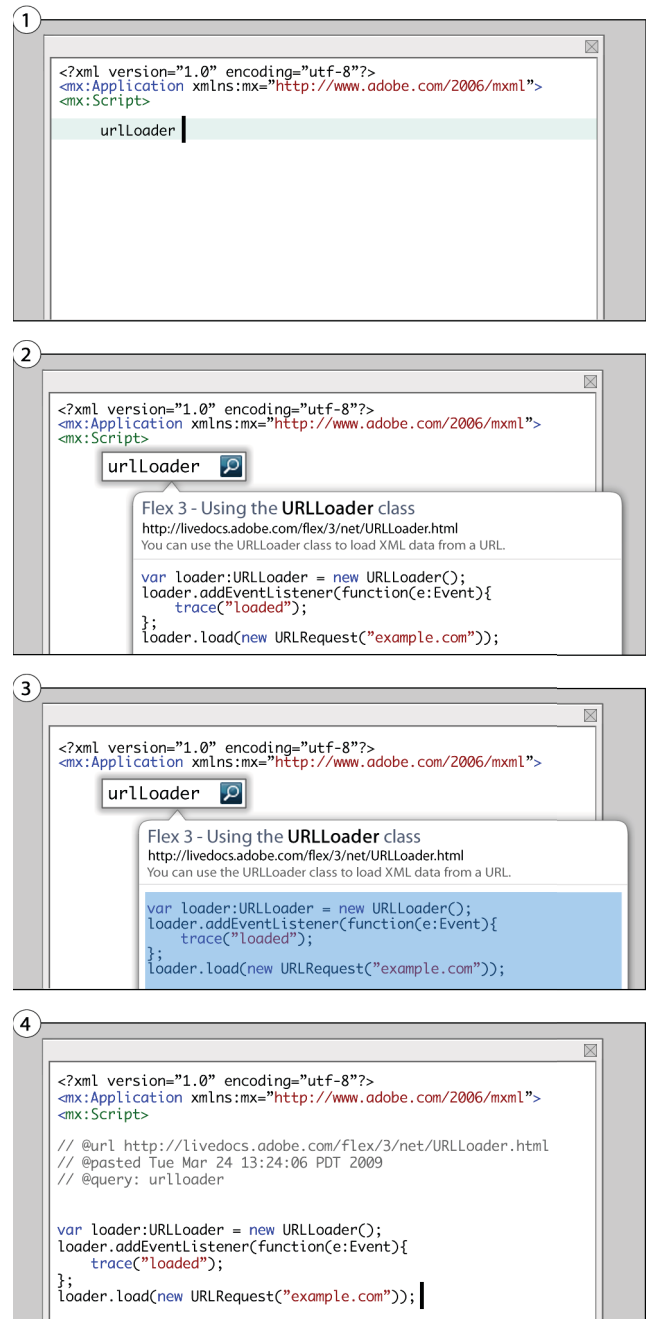 1
<?xml version=”1.0” encoding=”utf-8”?>
<mx:Application xmlns:mx=”http://www.adobe.com/2006/mxml”>
<mx:Script>
urlLoader
2
<?xml version=”1.0” encoding=”utf-8”?>
<mx:Application xmlns:mx=”http://www.adobe.com/2006/mxml”>
<mx:Script>
urlLoader
Flex 3 - Using the URLLoader class
http://livedocs.adobe.com/flex/3/net/URLLoader.html
You can use the URLLoader class to load XML data from a URL.
var loader:URLLoader = new URLLoader();
loader.addEventListener(function(e:Event){
trace("loaded");
};
loader.load(new URLRequest("example.com"));
3
<?xml version=”1.0” encoding=”utf-8”?>
<mx:Application xmlns:mx=”http://www.adobe.com/2006/mxml”>
urlLoader
Flex 3 - Using the URLLoader class
http://livedocs.adobe.com/flex/3/net/URLLoader.html
You can use the URLLoader class to load XML data from a URL.
var loader:URLLoader = new URLLoader();
loader.addEventListener(function(e:Event){
trace("loaded");
};
loader.load(new URLRequest("example.com"));
4
<?xml version=”1.0” encoding=”utf-8”?>
<mx:Application xmlns:mx=”http://www.adobe.com/2006/mxml”>
<mx:Script>
// @url http://livedocs.adobe.com/flex/3/net/URLLoader.html
// @pasted Tue Mar 24 13:24:06 PDT 2009
// @query: urlloader
var loader:URLLoader = new URLLoader();
loader.addEventListener(function(e:Event){
trace("loaded");
};
loader.load(new URLRequest("example.com"));